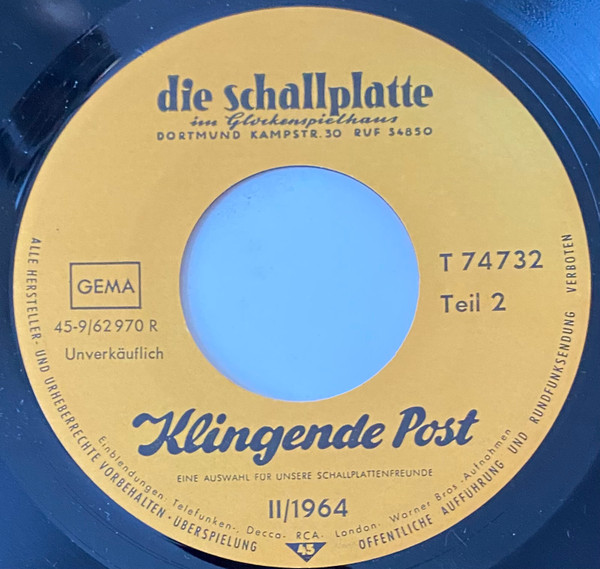 die schallplatte
im Glockenspielhaus
DORTMUND KAMPSTR. 30 RUF 34850
GEMA
45-9/62 970 R
Unverkäuflich
T 74732
Teil 2
Klingende Post
EINE AUSWAHL FÜR UNSERE SCHALLPLATTENFREUNDE
II/1964
Einblendungen Telefunken-, Decca- RCA- London- Warner Bros.-Aufnahmen
45
ALLE HERSTELLER- UND URHEBERRECHTE VORBEHALTEN · ÜBERSPIELUNG
ÖFFENTLICHE AUFFÜHRUNG UND RUNDFUNKSENDUNG VERBOTEN